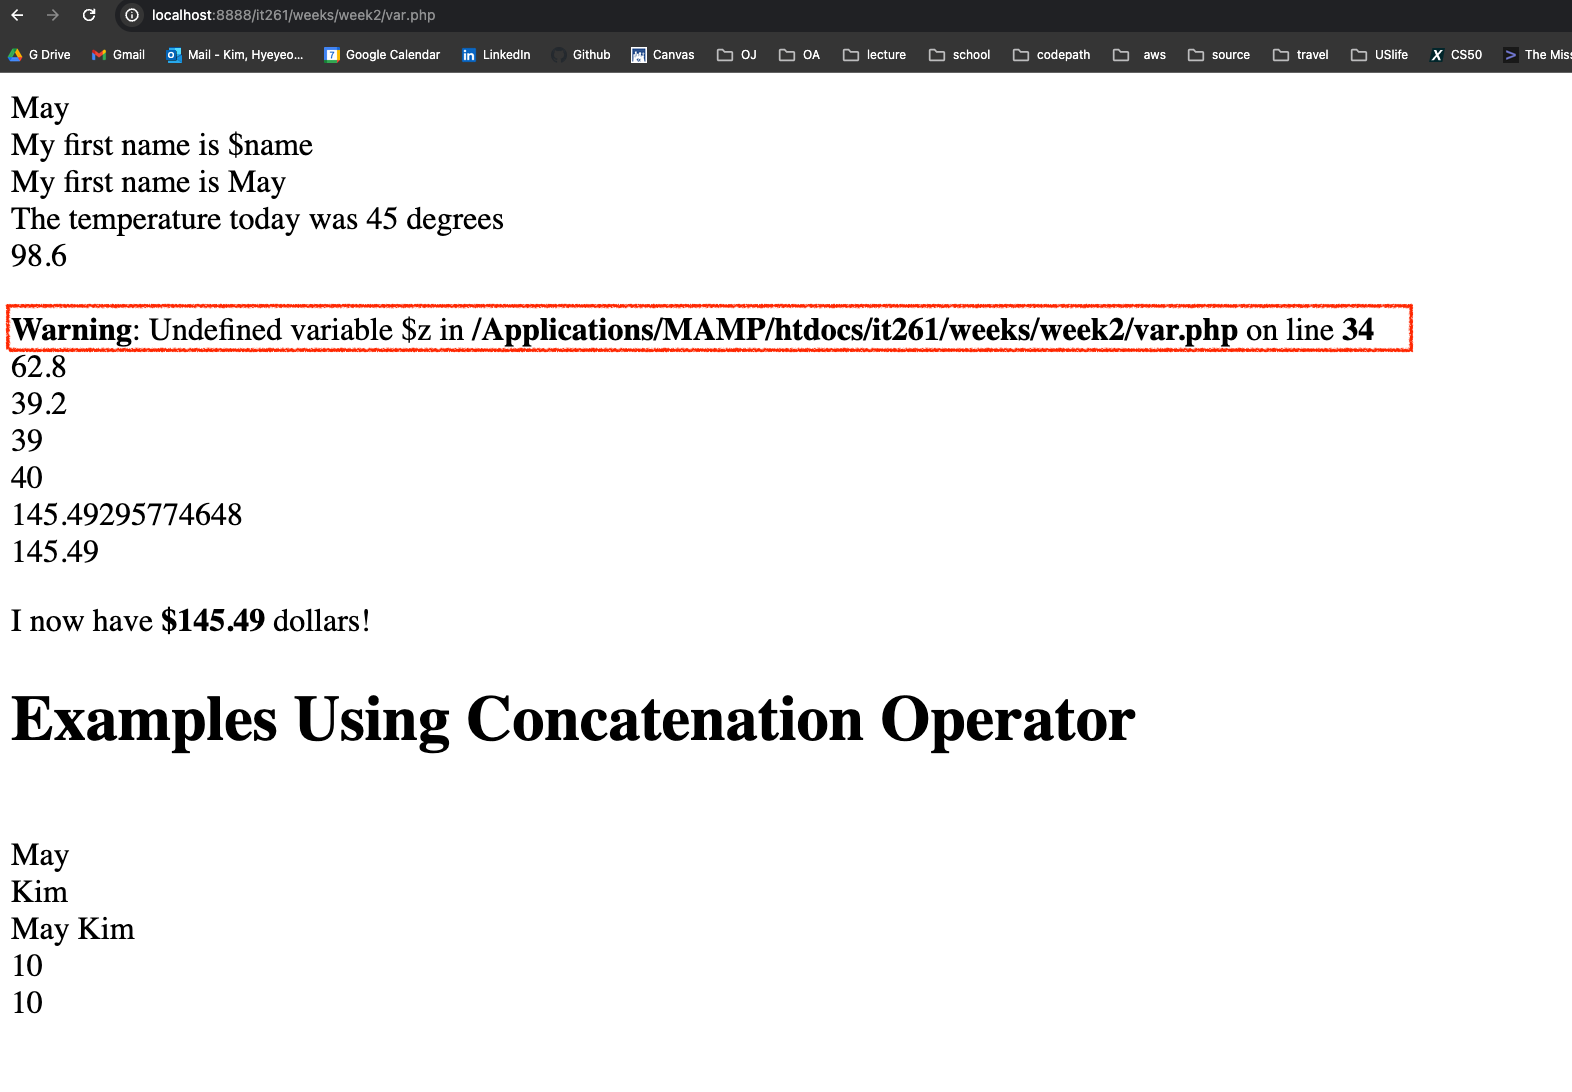 localhost:8888/it261/weeks/week2/var.php
G Drive Gmail Mail - Kim, Hyeyeo... 7 Google Calendar in LinkedIn Github Canvas OJ OA lecture school codepath aws source travel USlife X CS50 > The Mis
May
My first name is $name
My first name is May
The temperature today was 45 degrees
98.6
Warning: Undefined variable $z in /Applications/MAMP/htdocs/it261/weeks/week2/var.php on line 34
62.8
39.2
39
40
145.49295774648
145.49
I now have $145.49 dollars!
Examples Using Concatenation Operator
May
Kim
May Kim
10
10